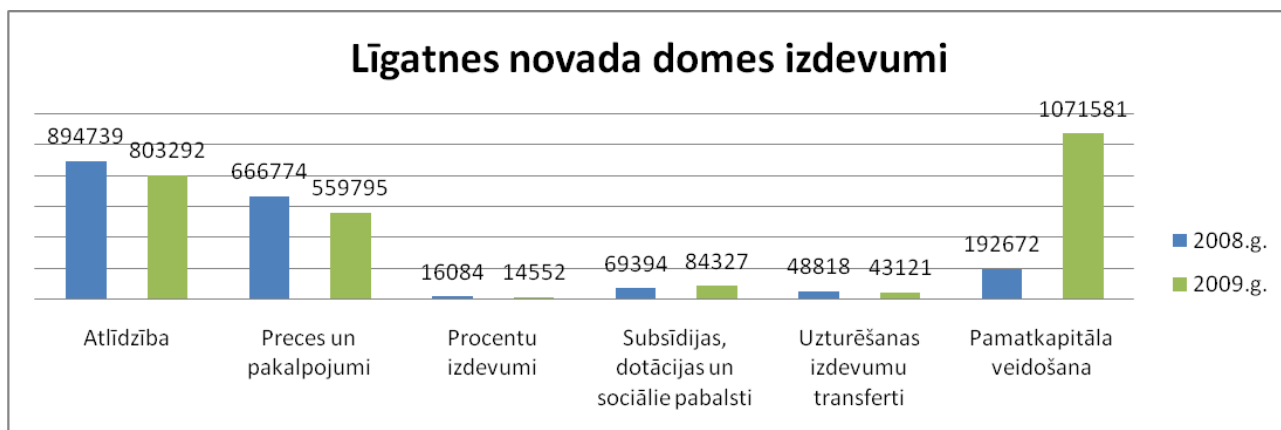 Līgatnes novada domes izdevumi
894739
803292
666774
559795
16084
14552
69394
84327
48818
43121
192672
1071581
2008.g.
2009.g.
Atlīdzība
Preces un
pakalpojumi
Procentu
izdevumi
Subsīdijas,
dotācijas un
sociālie pabalsti
Uzturēšanas
izdevumu
transferti
Pamatkapitāla
veidošana